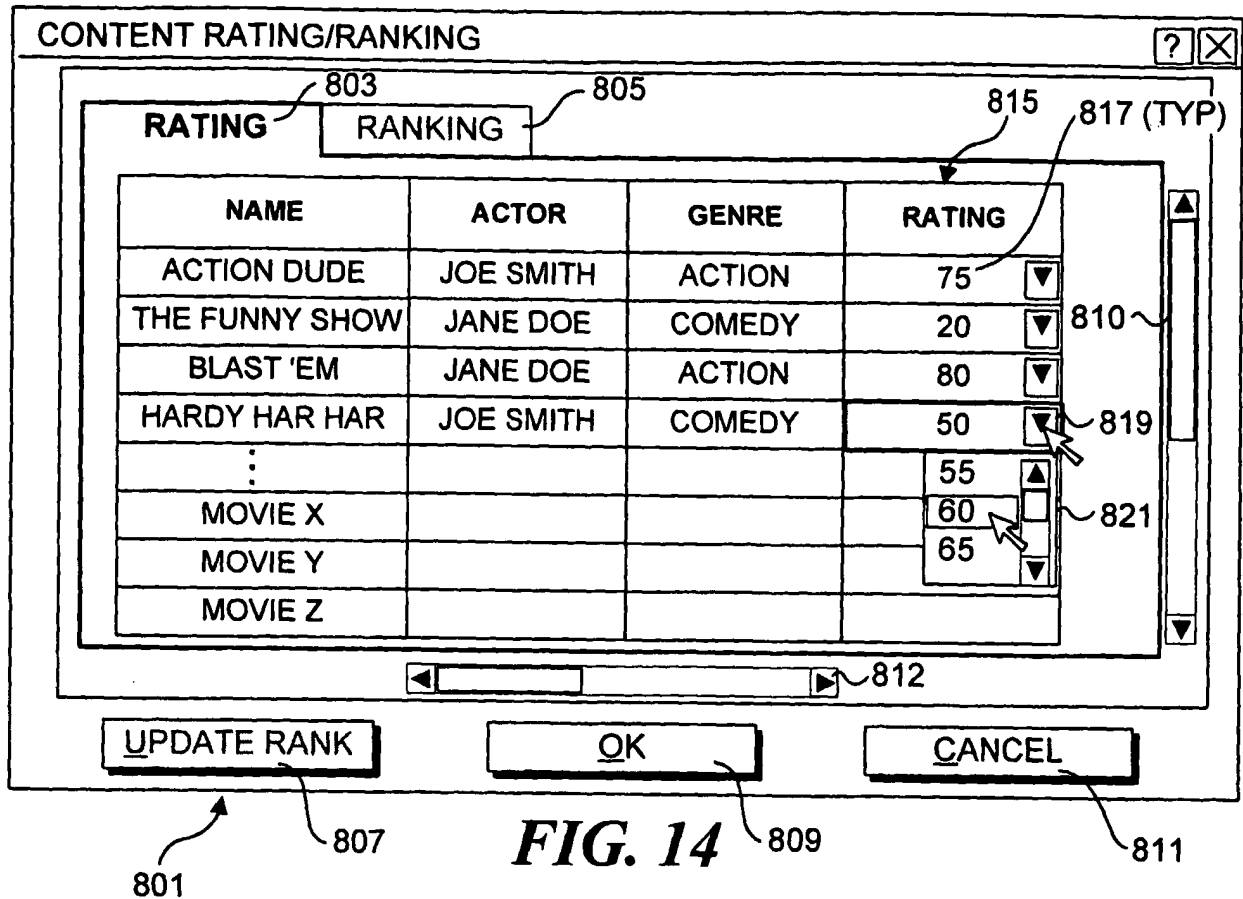 CONTENT RATING/RANKING ?
803 805
RATING RANKING 815 817 (TYP)
NAME ACTOR GENRE RATING
ACTION DUDE JOE SMITH ACTION 75
THE FUNNY SHOW JANE DOE COMEDY 20 810
BLAST 'EM JANE DOE ACTION 80
HARDY HAR HAR JOE SMITH COMEDY 50 819
⋮ 55
MOVIE X 60 821
MOVIE Y 65
MOVIE Z
812
UPDATE RANK OK CANCEL
801 807 FIG. 14 809 811